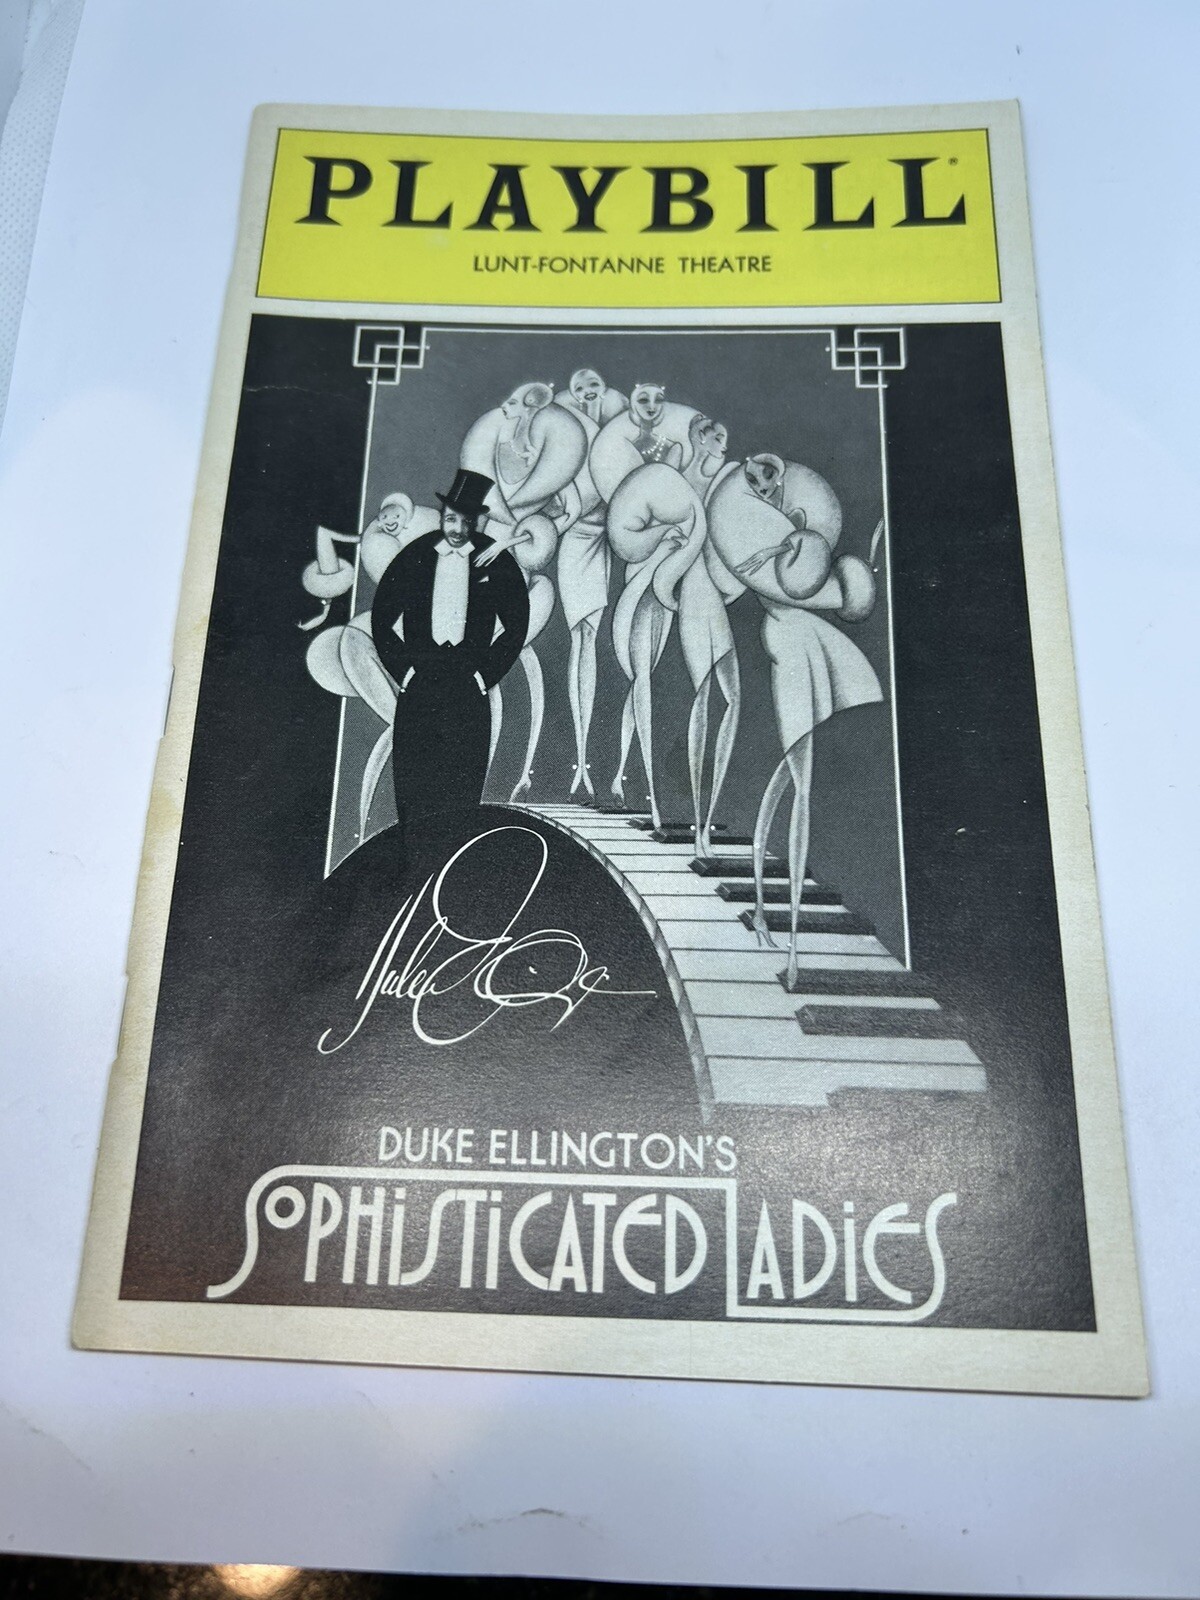 PLAYBILL®
LUNT-FONTANNE THEATRE
DUKE ELLINGTON'S
SOPHISTICATED LADIES